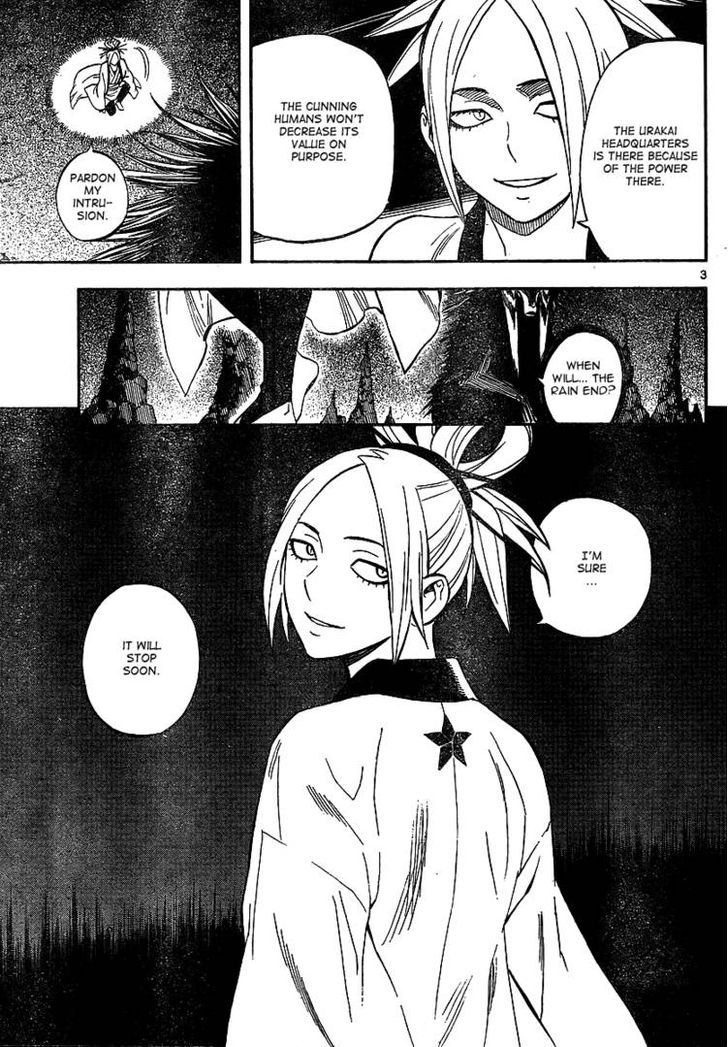 THE URAKAI
HEADQUARTERS
IS THERE BECAUSE
OF THE POWER
THERE.
THE CUNNING
HUMANS WON'T
DECREASE ITS
VALUE ON
PURPOSE.
PARDON
MY
INTRU-
SION.
3
WHEN
WILL... THE
RAIN END?
I'M
SURE
...
IT WILL
STOP
SOON.